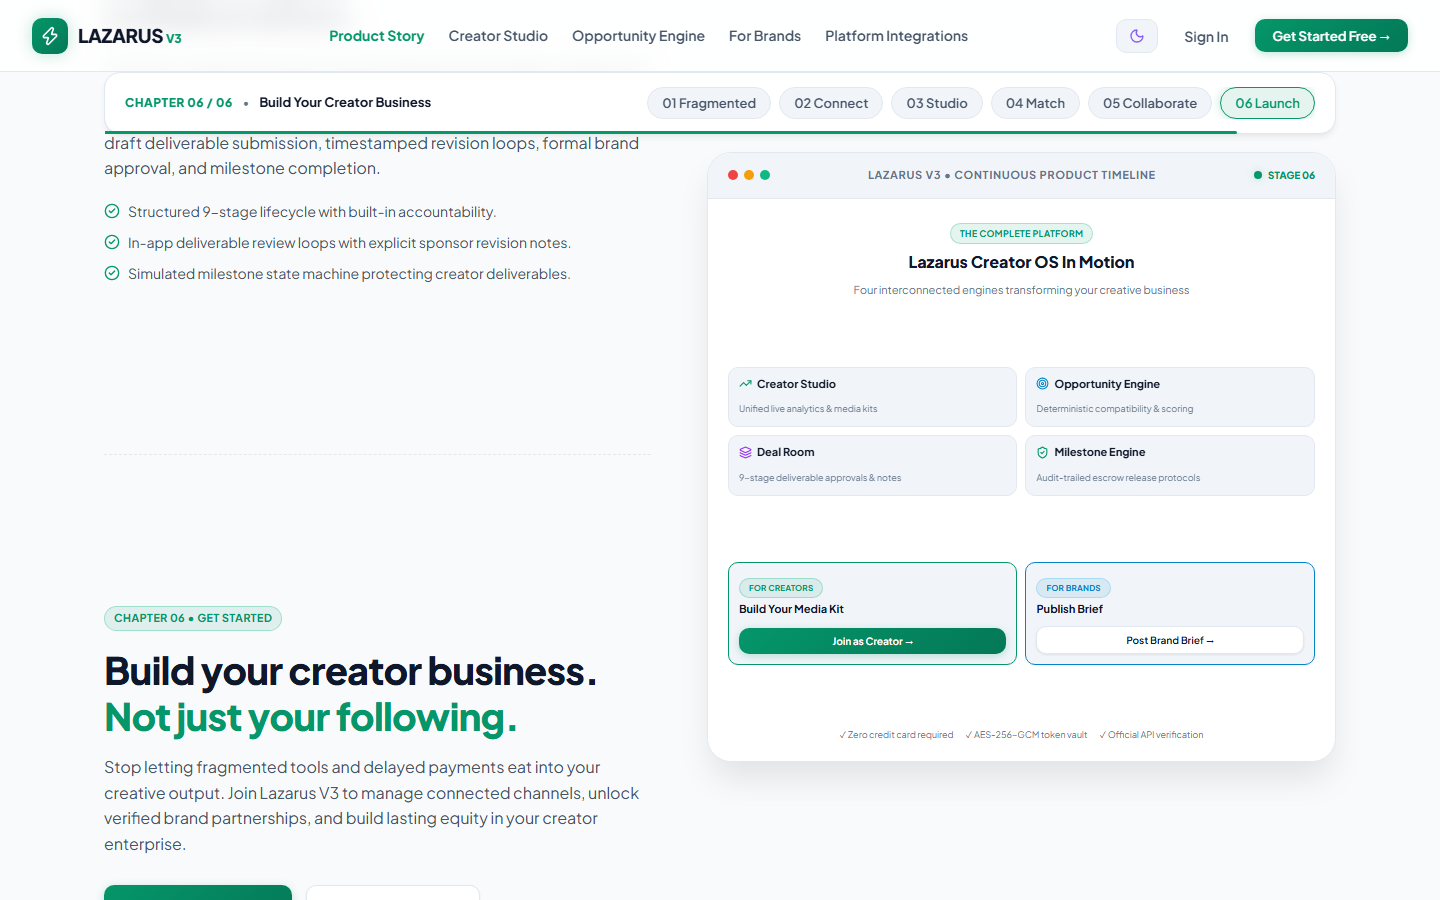 LAZARUS V3
Product Story
Creator Studio
Opportunity Engine
For Brands
Platform Integrations
Sign In
Get Started Free →
CHAPTER 06 / 06 • Build Your Creator Business
01 Fragmented
02 Connect
03 Studio
04 Match
05 Collaborate
06 Launch
draft deliverable submission, timestamped revision loops, formal brand
approval, and milestone completion.
Structured 9-stage lifecycle with built-in accountability.
In-app deliverable review loops with explicit sponsor revision notes.
Simulated milestone state machine protecting creator deliverables.
CHAPTER 06 • GET STARTED
Build your creator business.
Not just your following.
Stop letting fragmented tools and delayed payments eat into your
creative output. Join Lazarus V3 to manage connected channels, unlock
verified brand partnerships, and build lasting equity in your creator
enterprise.
LAZARUS V3 • CONTINUOUS PRODUCT TIMELINE
STAGE 06
THE COMPLETE PLATFORM
Lazarus Creator OS In Motion
Four interconnected engines transforming your creative business
Creator Studio
Unified live analytics & media kits
Opportunity Engine
Deterministic compatibility & scoring
Deal Room
9-stage deliverable approvals & notes
Milestone Engine
Audit-trailed escrow release protocols
FOR CREATORS
Build Your Media Kit
Join as Creator →
FOR BRANDS
Publish Brief
Post Brand Brief →
✓ Zero credit card required ✓ AES-256-GCM token vault ✓ Official API verification